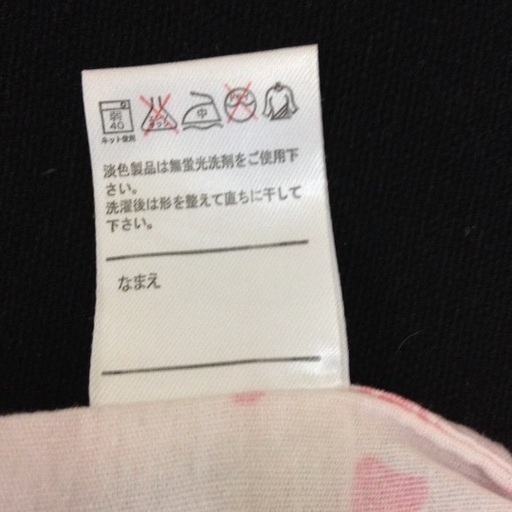 弱
40
中
ネット使用
淡色製品は無蛍光洗剤をご使用下
さい。
洗濯後は形を整えて直ちに干して
下さい。
なまえ